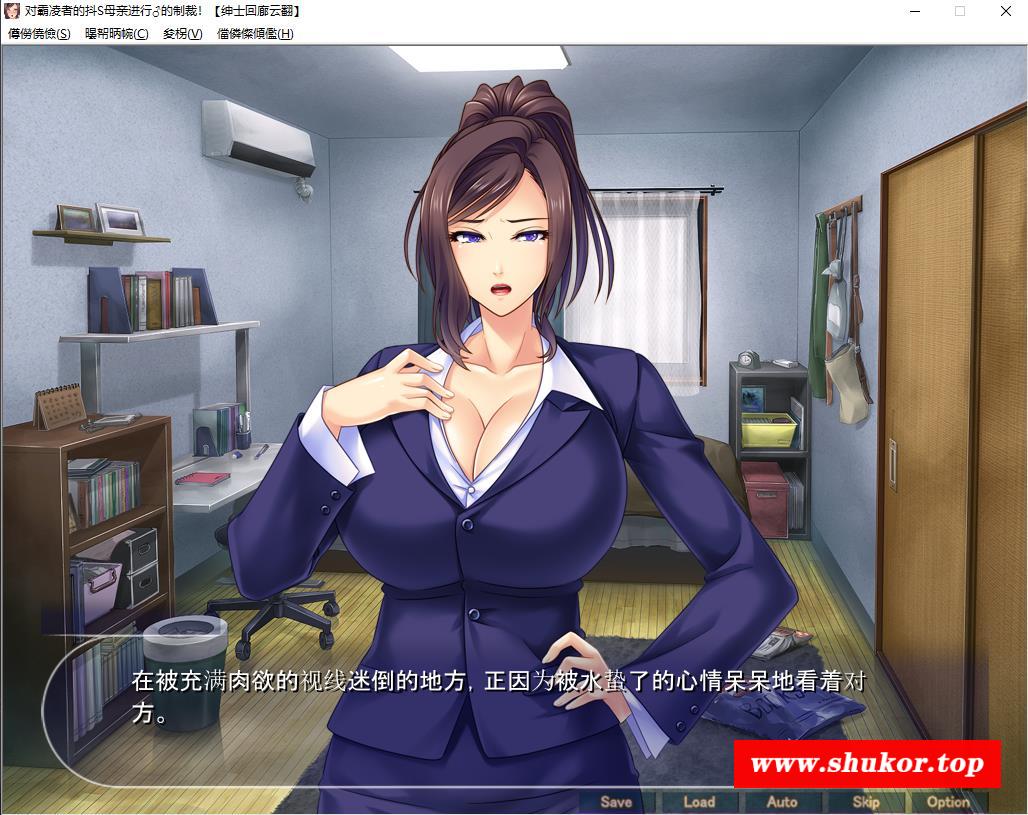 对霸凌者的抖S母亲进行♂的制裁！【绅士回廊云翻】
(S) (C) (V) (H)
在被充满肉欲的视线迷倒的地方, 正因为被水蛰了的心情呆呆地看着对
方。
www.shukor.top
Save Load Auto Skip Option